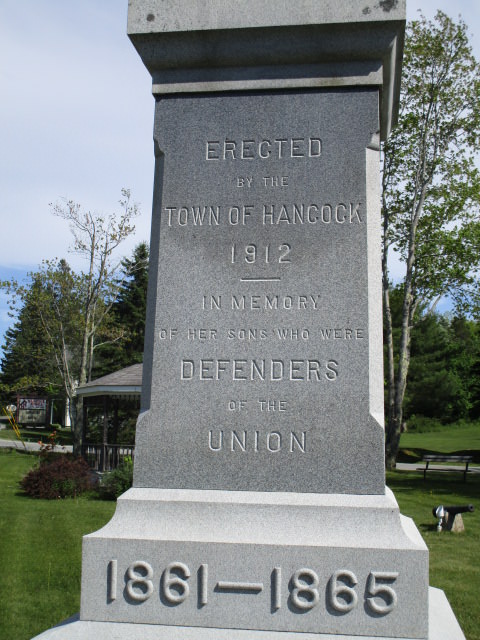 ERECTED
BY THE
TOWN OF HANCOCK
1912
IN MEMORY
OF HER SONS WHO WERE
DEFENDERS
OF THE
UNION
1861—1865